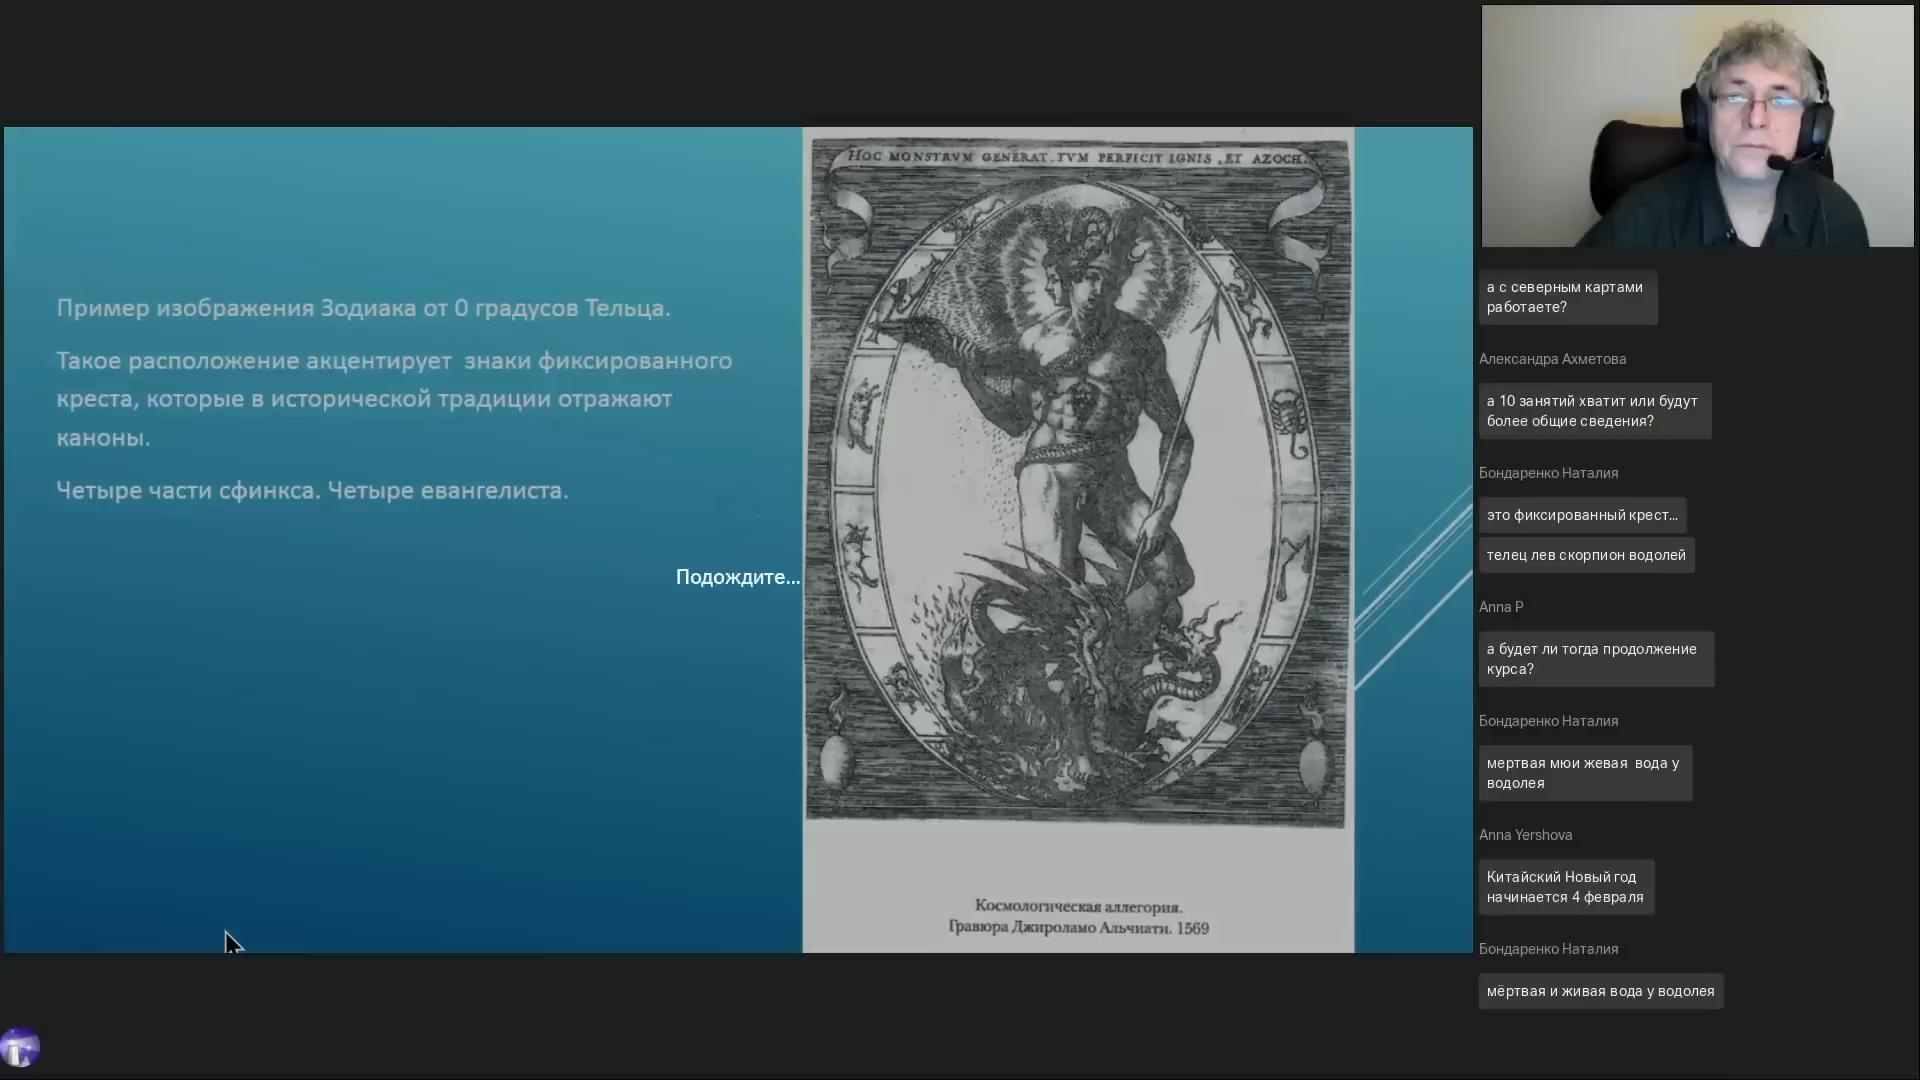 Пример изображения Зодиака от 0 градусов Тельца.
Такое расположение акцентирует знаки фиксированного
креста, которые в исторической традиции отражают
каноны.
Четыре части сфинкса. Четыре евангелиста.
Подождите...
HOC MONSTRVM GENERAT, TVM PERFICIT IGNIS, ET AZOCH.
Космологическая аллегория.
Гравюра Джироламо Альчиати. 1569
а с северным картами
работаете?
Александра Ахметова
а 10 занятий хватит или будут
более общие сведения?
Бондаренко Наталия
это фиксированный крест...
телец лев скорпион водолей
Anna P
а будет ли тогда продолжение
курса?
Бондаренко Наталия
мертвая мюи жевая вода у
водолея
Anna Yershova
Китайский Новый год
начинается 4 февраля
Бондаренко Наталия
мёртвая и живая вода у водолея